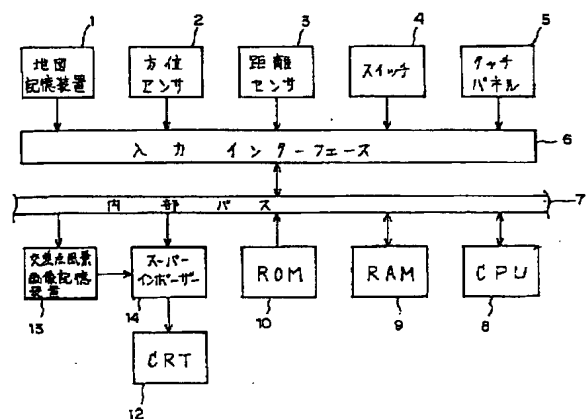 1
2
3
4
5
地図
記憶装置
方位
センサ
距離
センサ
スイッチ
タッチ
パネル
入力インターフェース
6
内部バス
7
交差点風景
画像記憶
装置
スーパー
インポーザー
ROM
RAM
CPU
13
14
10
9
8
CRT
12